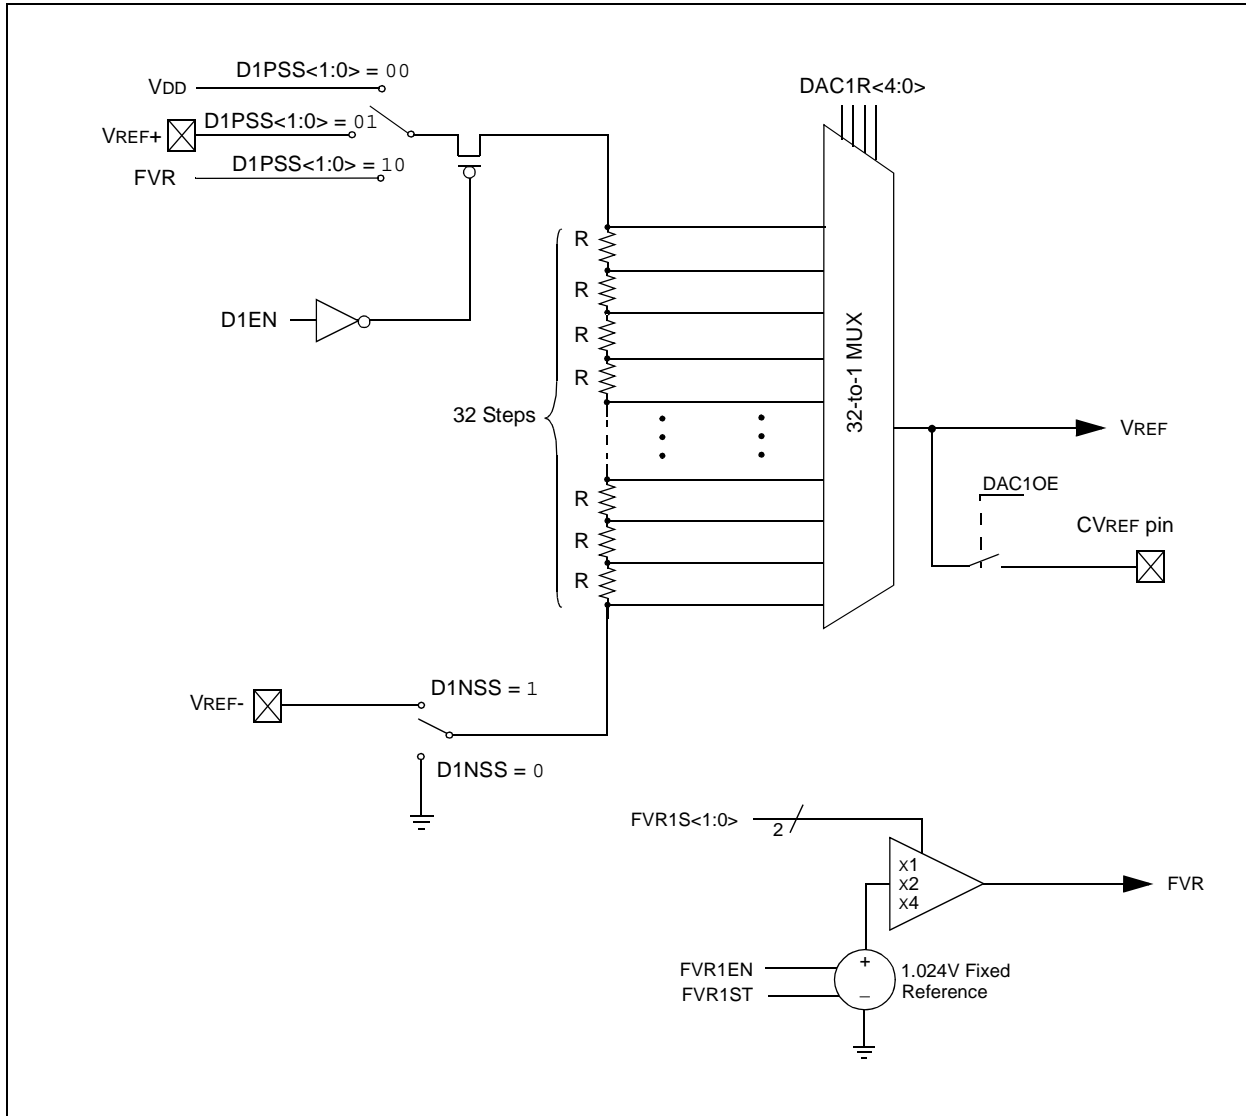 VDD
D1PSS<1:0> = 00
VREF+
D1PSS<1:0> = 01
FVR
D1PSS<1:0> = 10
DAC1R<4:0>
R
R
D1EN
R
R
32 Steps
32-to-1 MUX
VREF
DAC1OE
CVREF pin
R
R
R
VREF-
D1NSS = 1
D1NSS = 0
FVR1S<1:0>
2
x1
x2
x4
FVR
FVR1EN
FVR1ST
+
–
1.024V Fixed
Reference